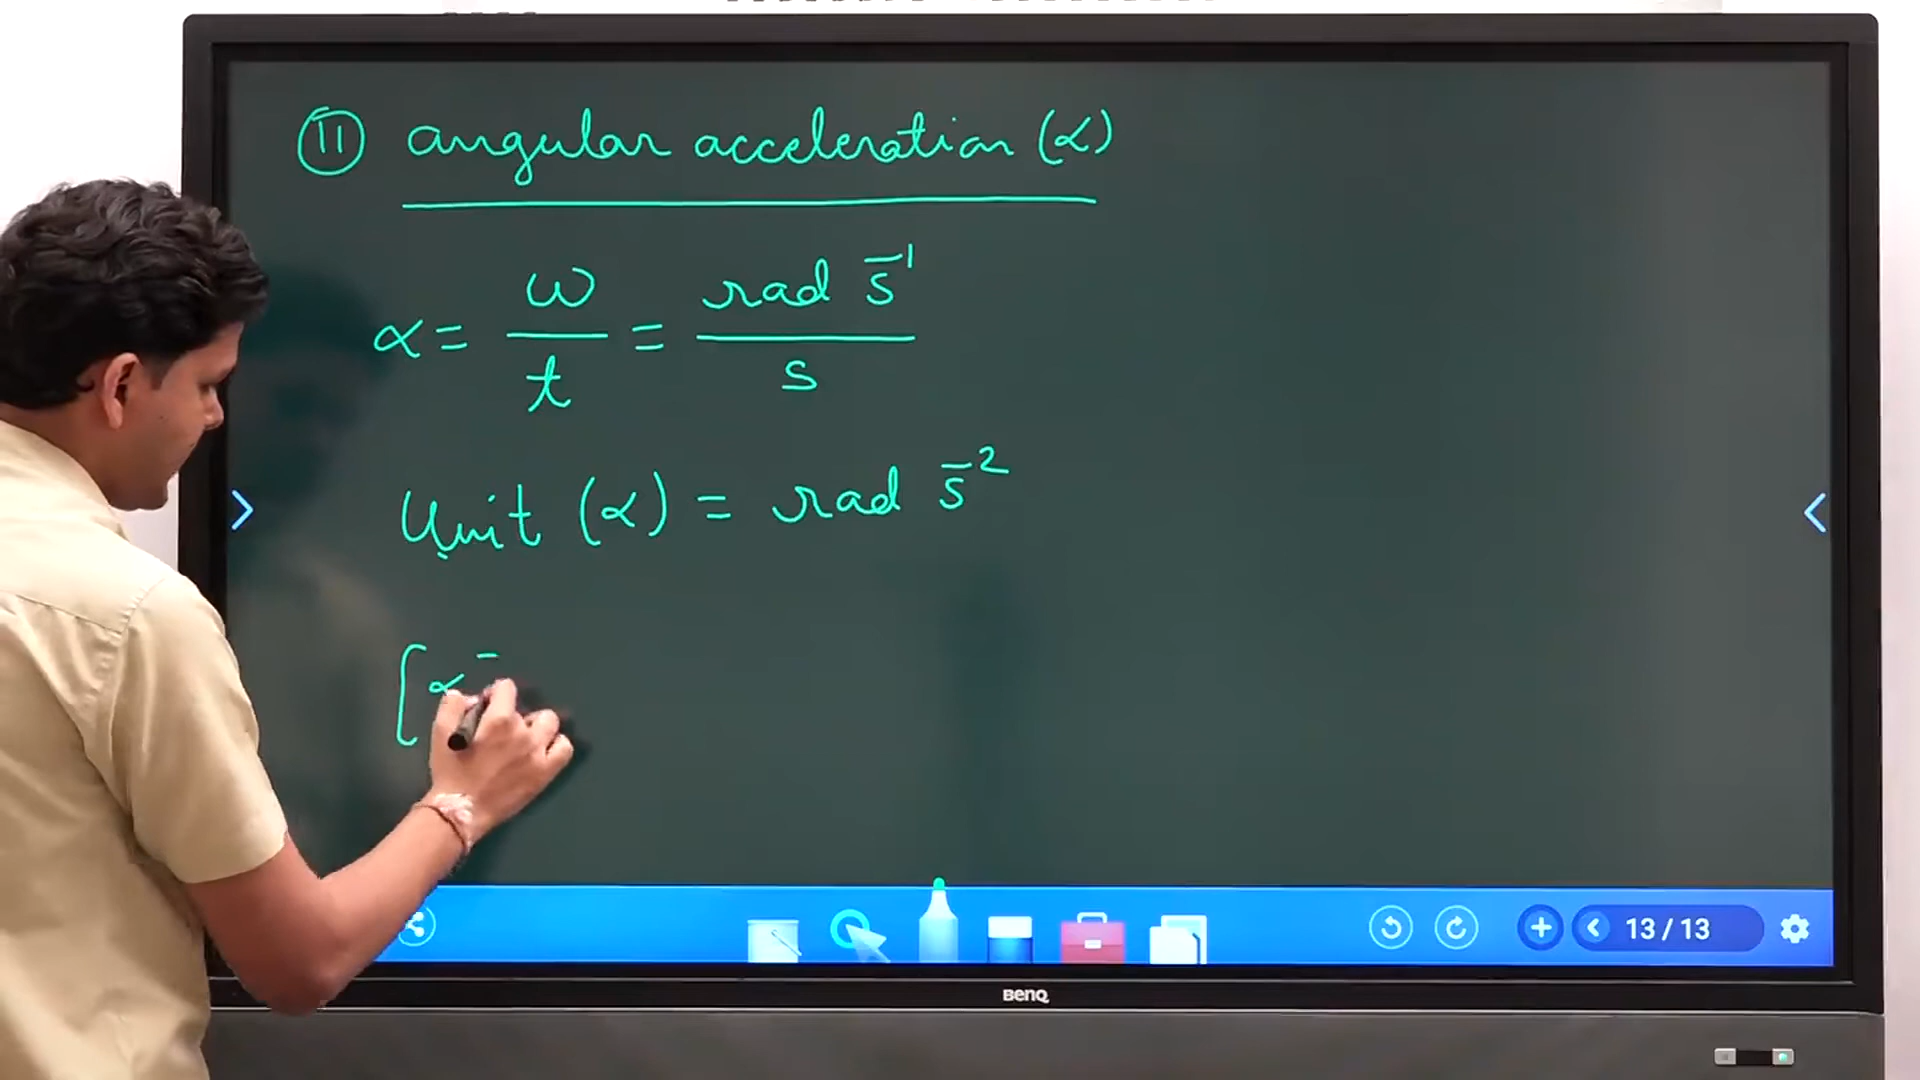 11 angular acceleration (α)
α = ω/t = rad s⁻¹/s
Unit (α) = rad s⁻²
[α
13/13
BenQ